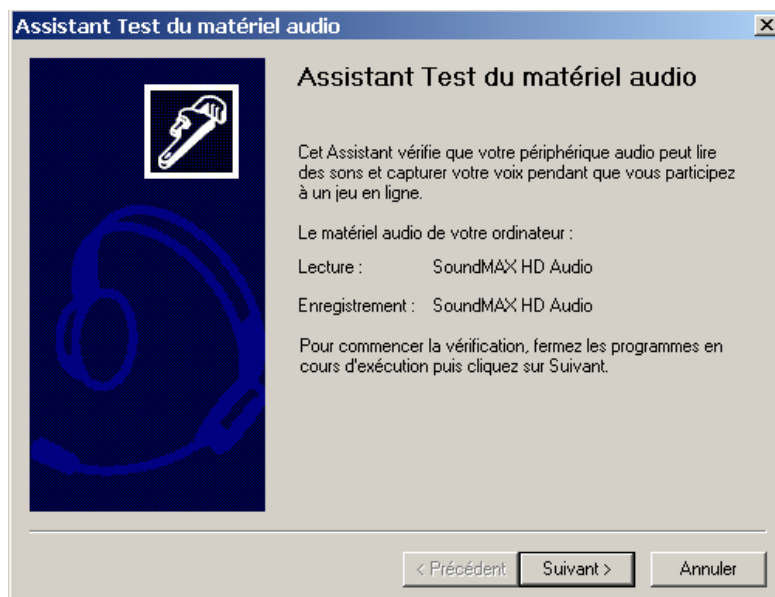 Assistant Test du matériel audio
Assistant Test du matériel audio
Cet Assistant vérifie que votre périphérique audio peut lire
des sons et capturer votre voix pendant que vous participez
à un jeu en ligne.
Le matériel audio de votre ordinateur :
Lecture : SoundMAX HD Audio
Enregistrement : SoundMAX HD Audio
Pour commencer la vérification, fermez les programmes en
cours d'exécution puis cliquez sur Suivant.
< Précédent Suivant > Annuler